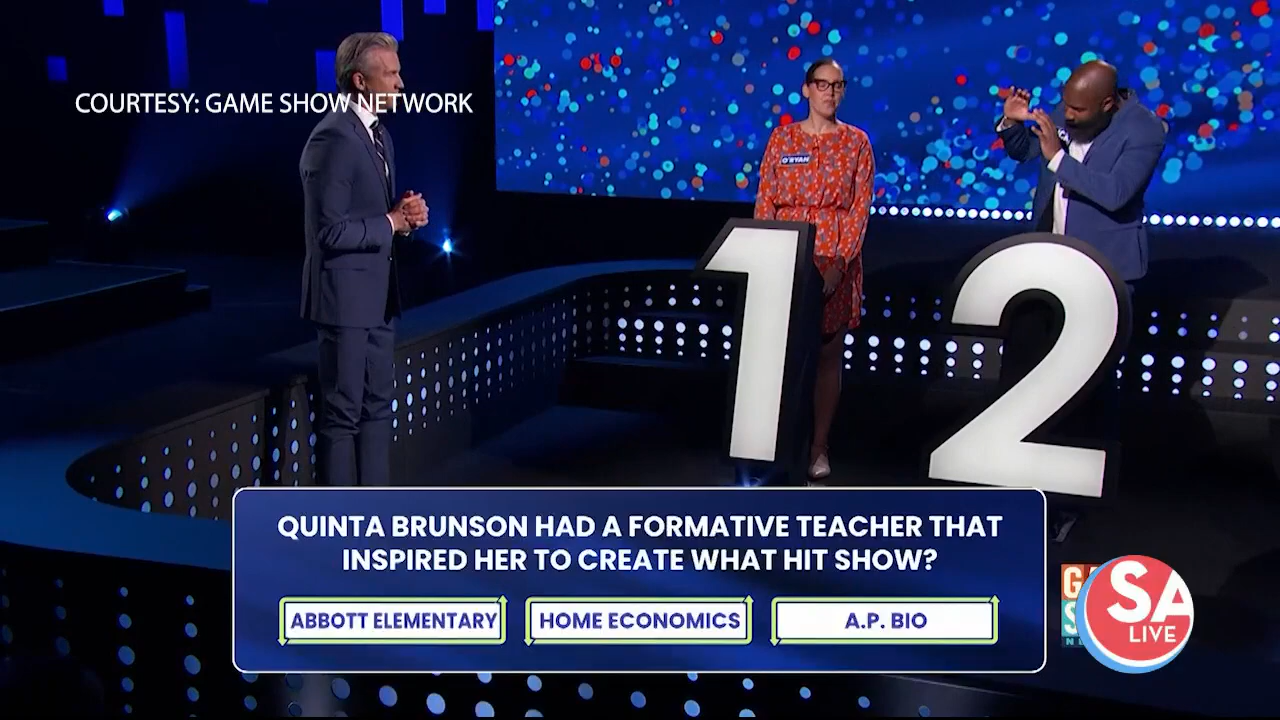 COURTESY: GAME SHOW NETWORK
O'RYAN
1 2
QUINTA BRUNSON HAD A FORMATIVE TEACHER THAT
INSPIRED HER TO CREATE WHAT HIT SHOW?
ABBOTT ELEMENTARY
HOME ECONOMICS
A.P. BIO
SA
LIVE